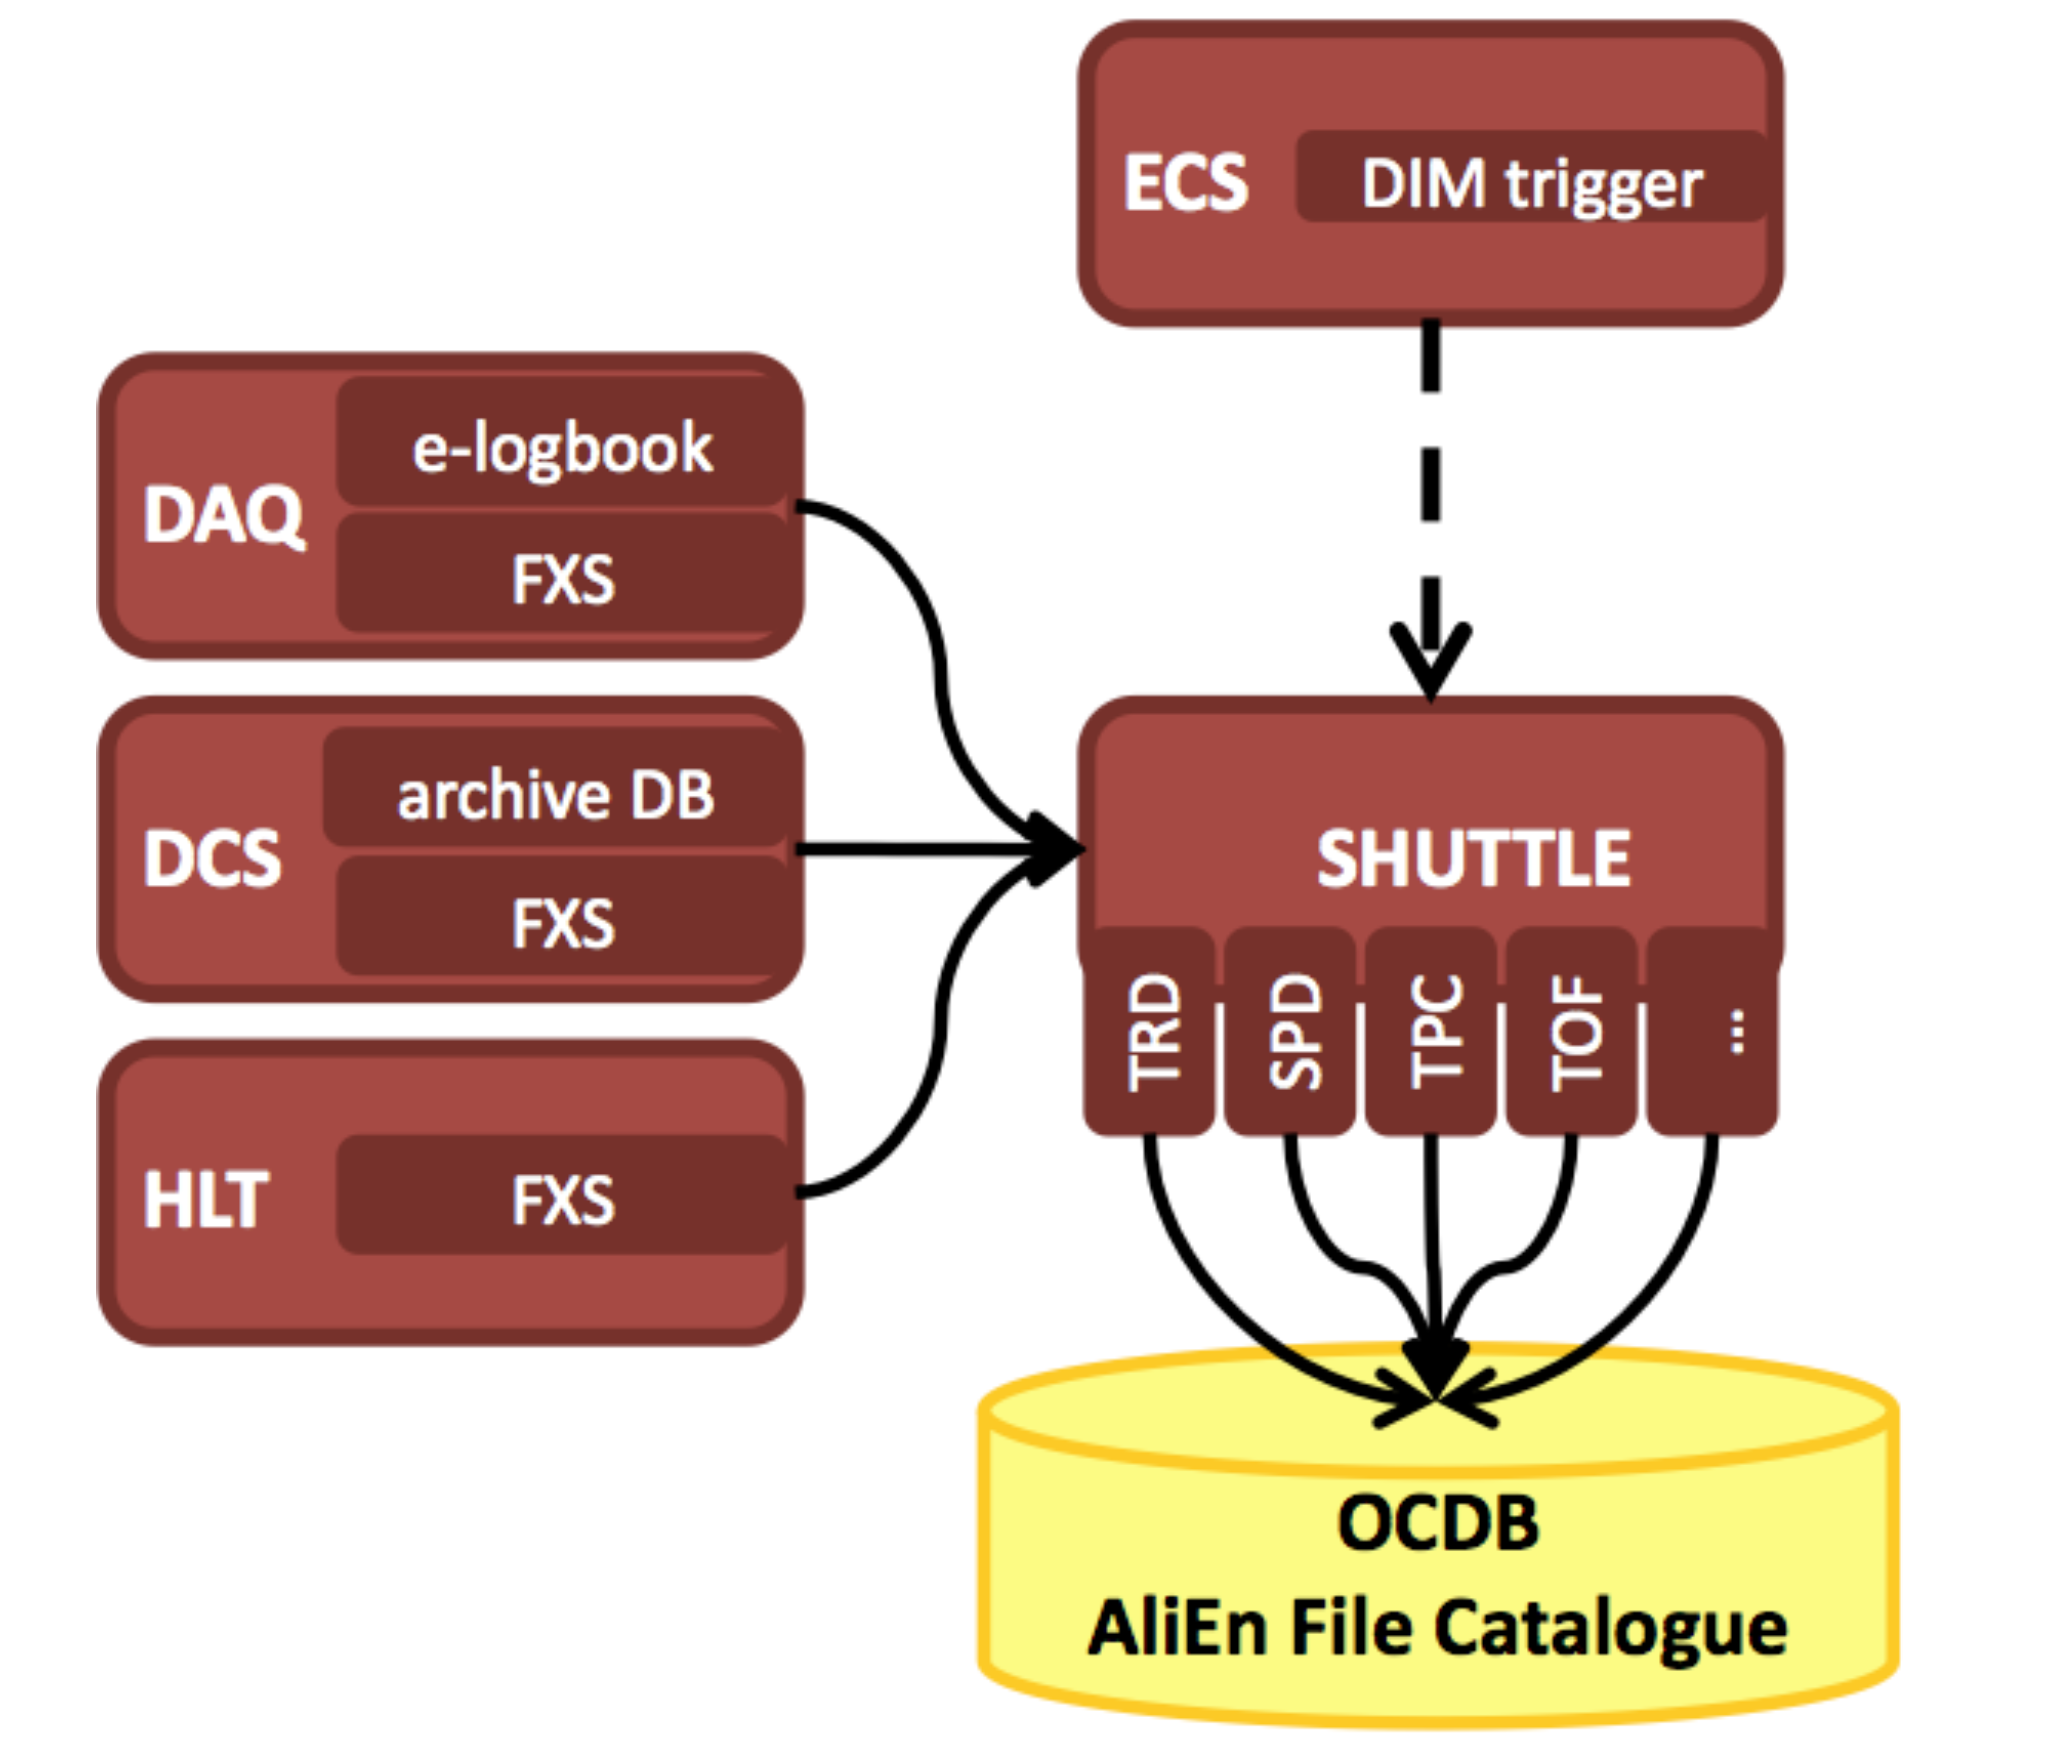 ECS
DIM trigger
DAQ
e-logbook
FXS
DCS
archive DB
FXS
HLT
FXS
SHUTTLE
TRD
SPD
TPC
TOF
...
OCDB
AliEn File Catalogue